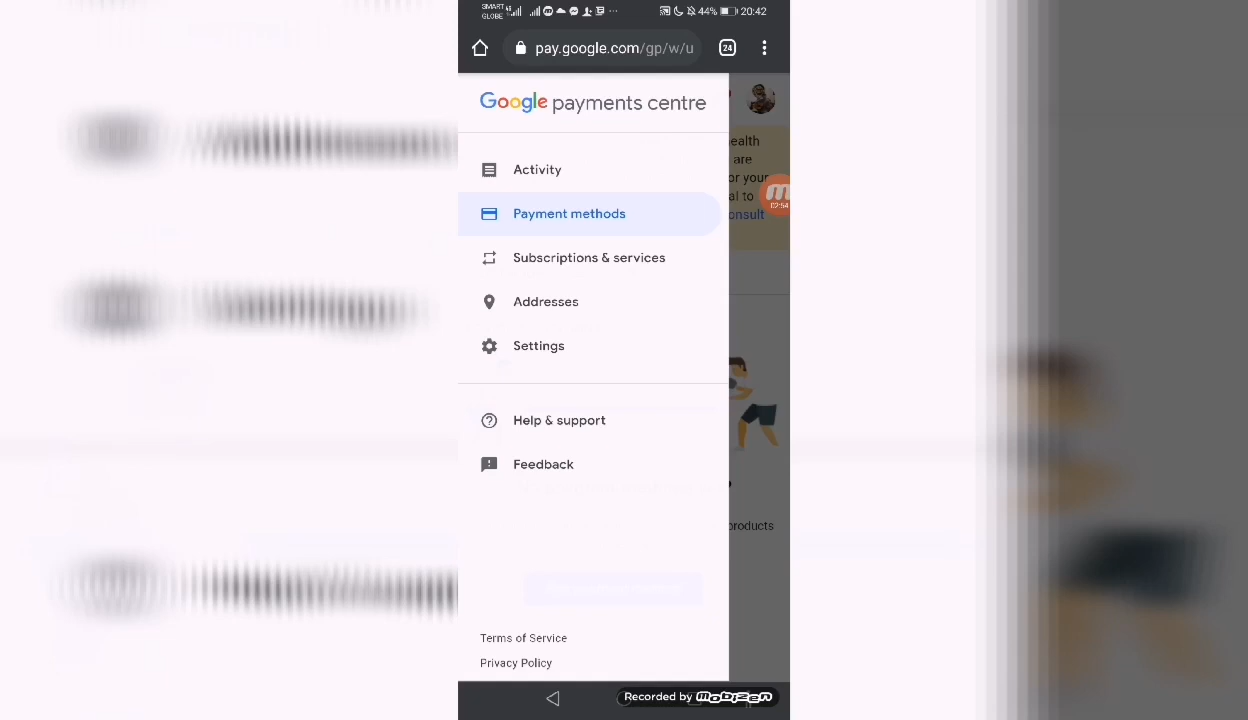 SMART
GLOBE
44% 20:42
pay.google.com/gp/w/u
24
Google payments centre
Activity
ealth
are
or your
al to
onsult
02:54
Payment methods
Subscriptions & services
Addresses
Settings
Help & support
Feedback
products
Terms of Service
Privacy Policy
Recorded by mobizen